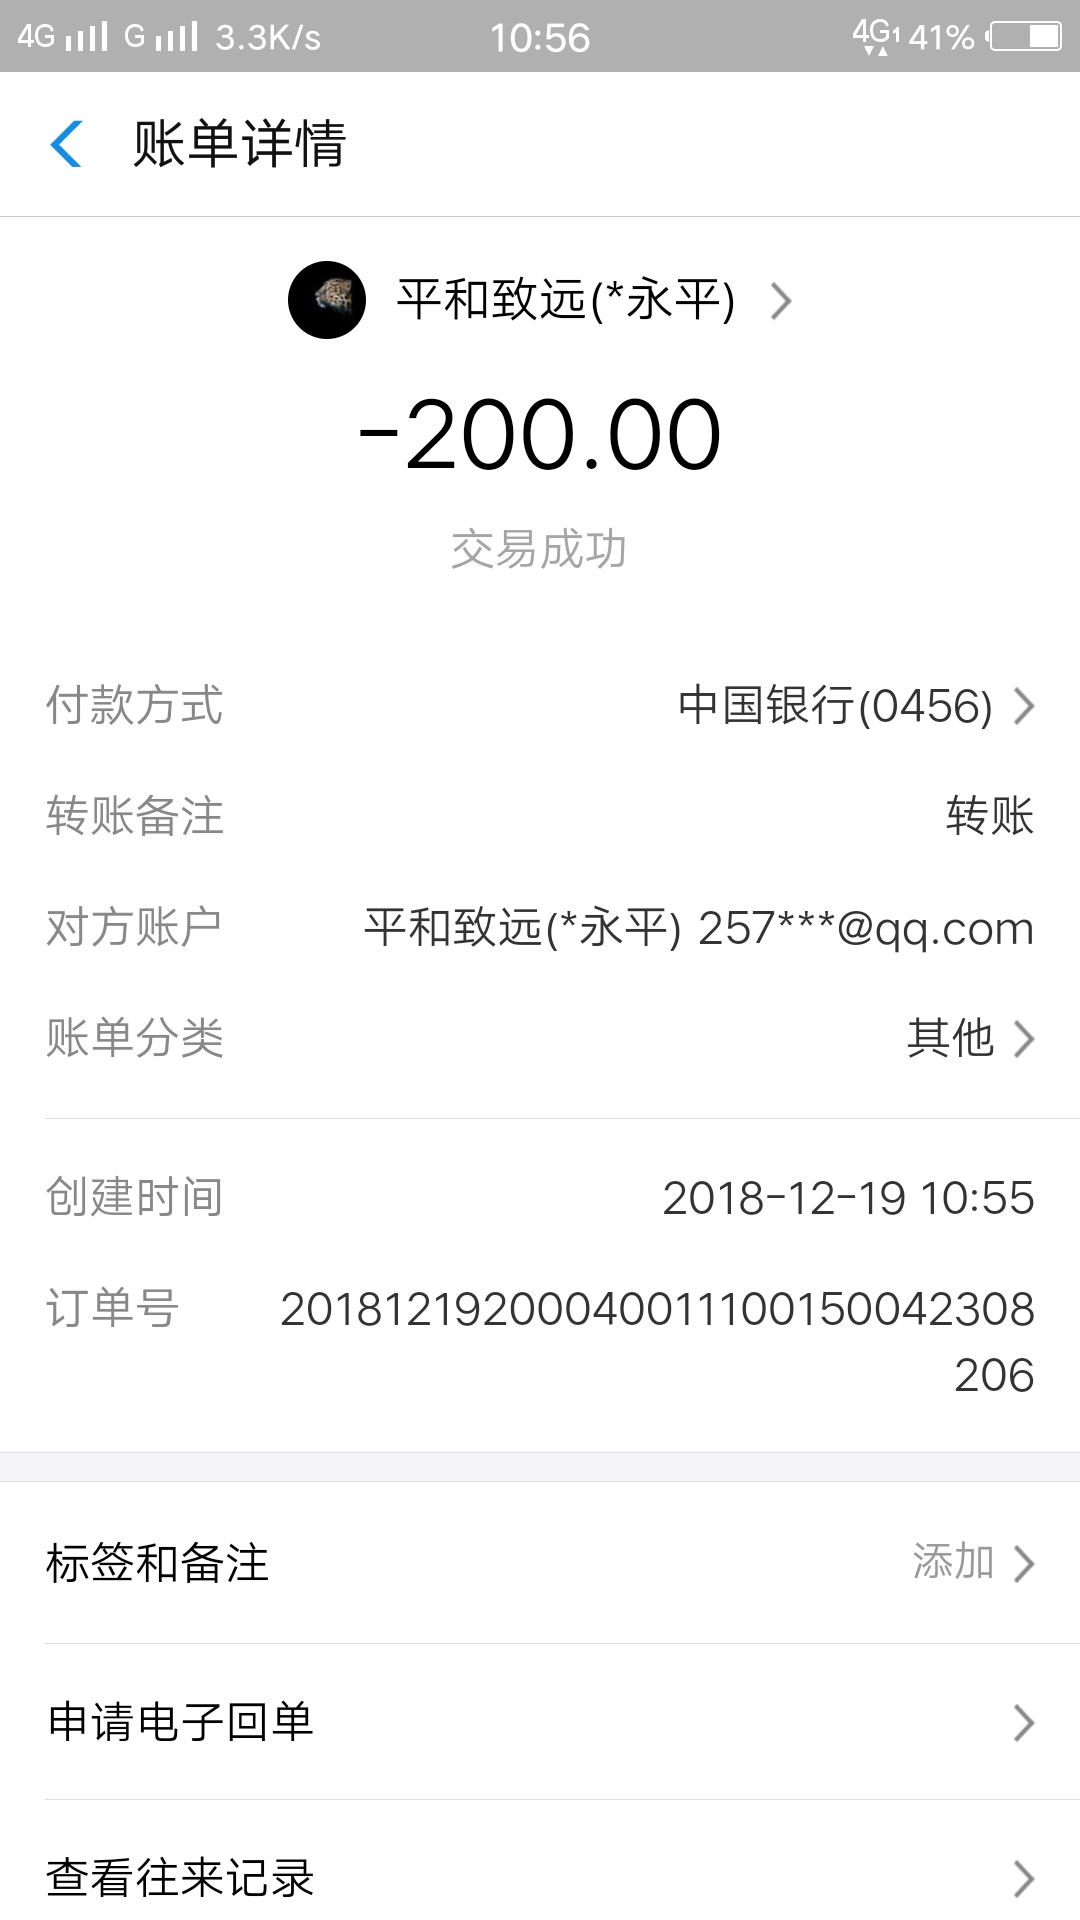 4G G 3.3K/s 10:56 4G1 41%
账单详情
平和致远(*永平)
-200.00
交易成功
付款方式 中国银行(0456)
转账备注 转账
对方账户 平和致远(*永平) 257***@qq.com
账单分类 其他
创建时间 2018-12-19 10:55
订单号 20181219200040011100150042308
206
标签和备注 添加
申请电子回单
查看往来记录